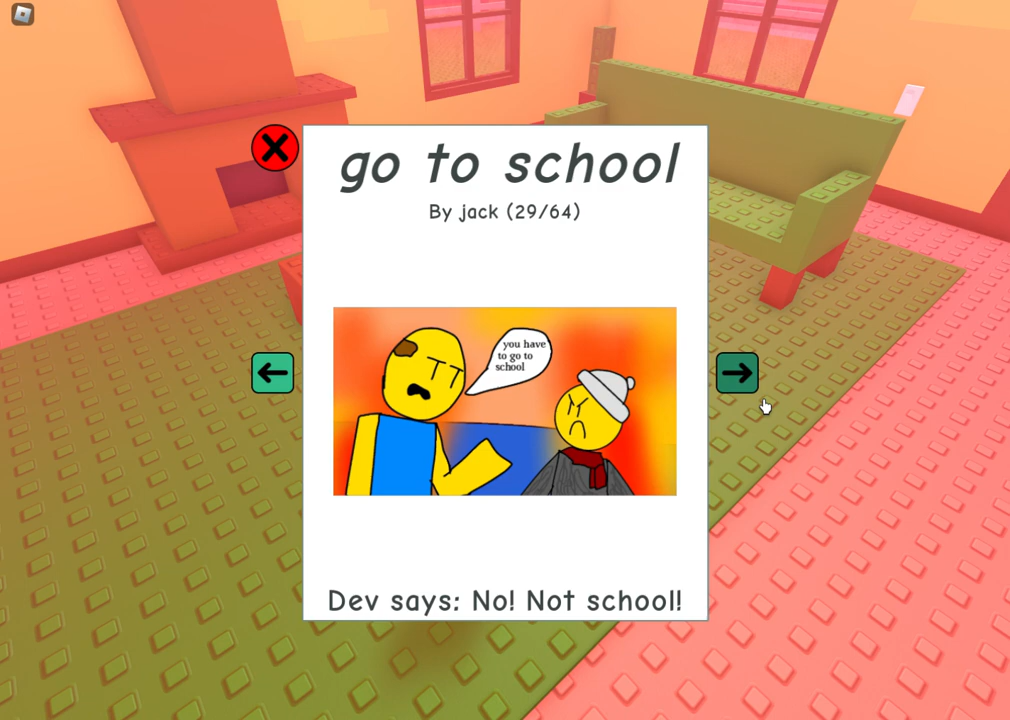 go to school
By jack (29/64)
you have
to go to
school
Dev says: No! Not school!